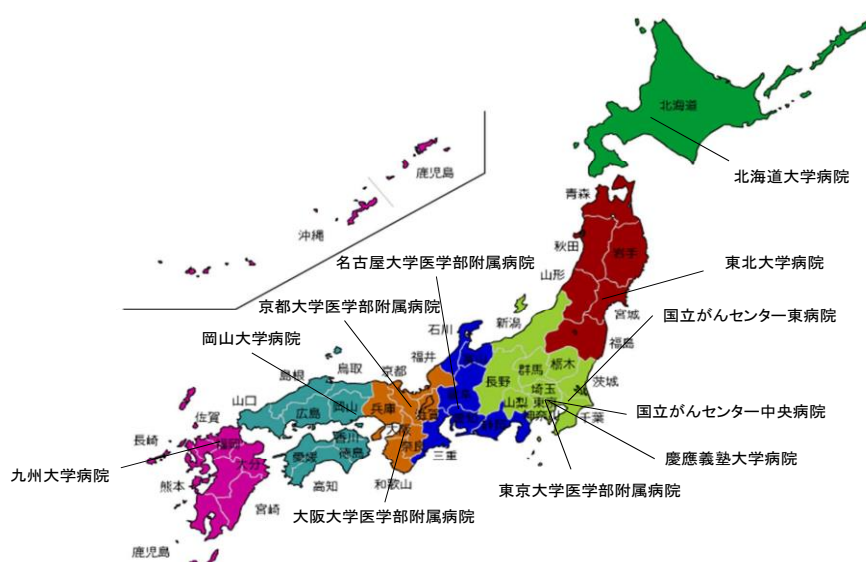 北海道
北海道大学病院
鹿児島
沖縄
青森
秋田
岩手
名古屋大学医学部附属病院
山形
東北大学病院
京都大学医学部附属病院
新潟
宮城
石川
国立がんセンター東病院
岡山大学病院
福井
福島
鳥取
京都
群馬
栃木
島根
長野
茨城
埼玉
山口
広島
岡山
兵庫
滋賀
山梨
東
国立がんセンター中央病院
佐賀
神奈川
千葉
長崎
福岡
香川
大阪
奈良
慶應義塾大学病院
九州大学病院
大分
愛媛
徳島
三重
熊本
高知
和歌山
東京大学医学部附属病院
宮崎
大阪大学医学部附属病院
鹿児島